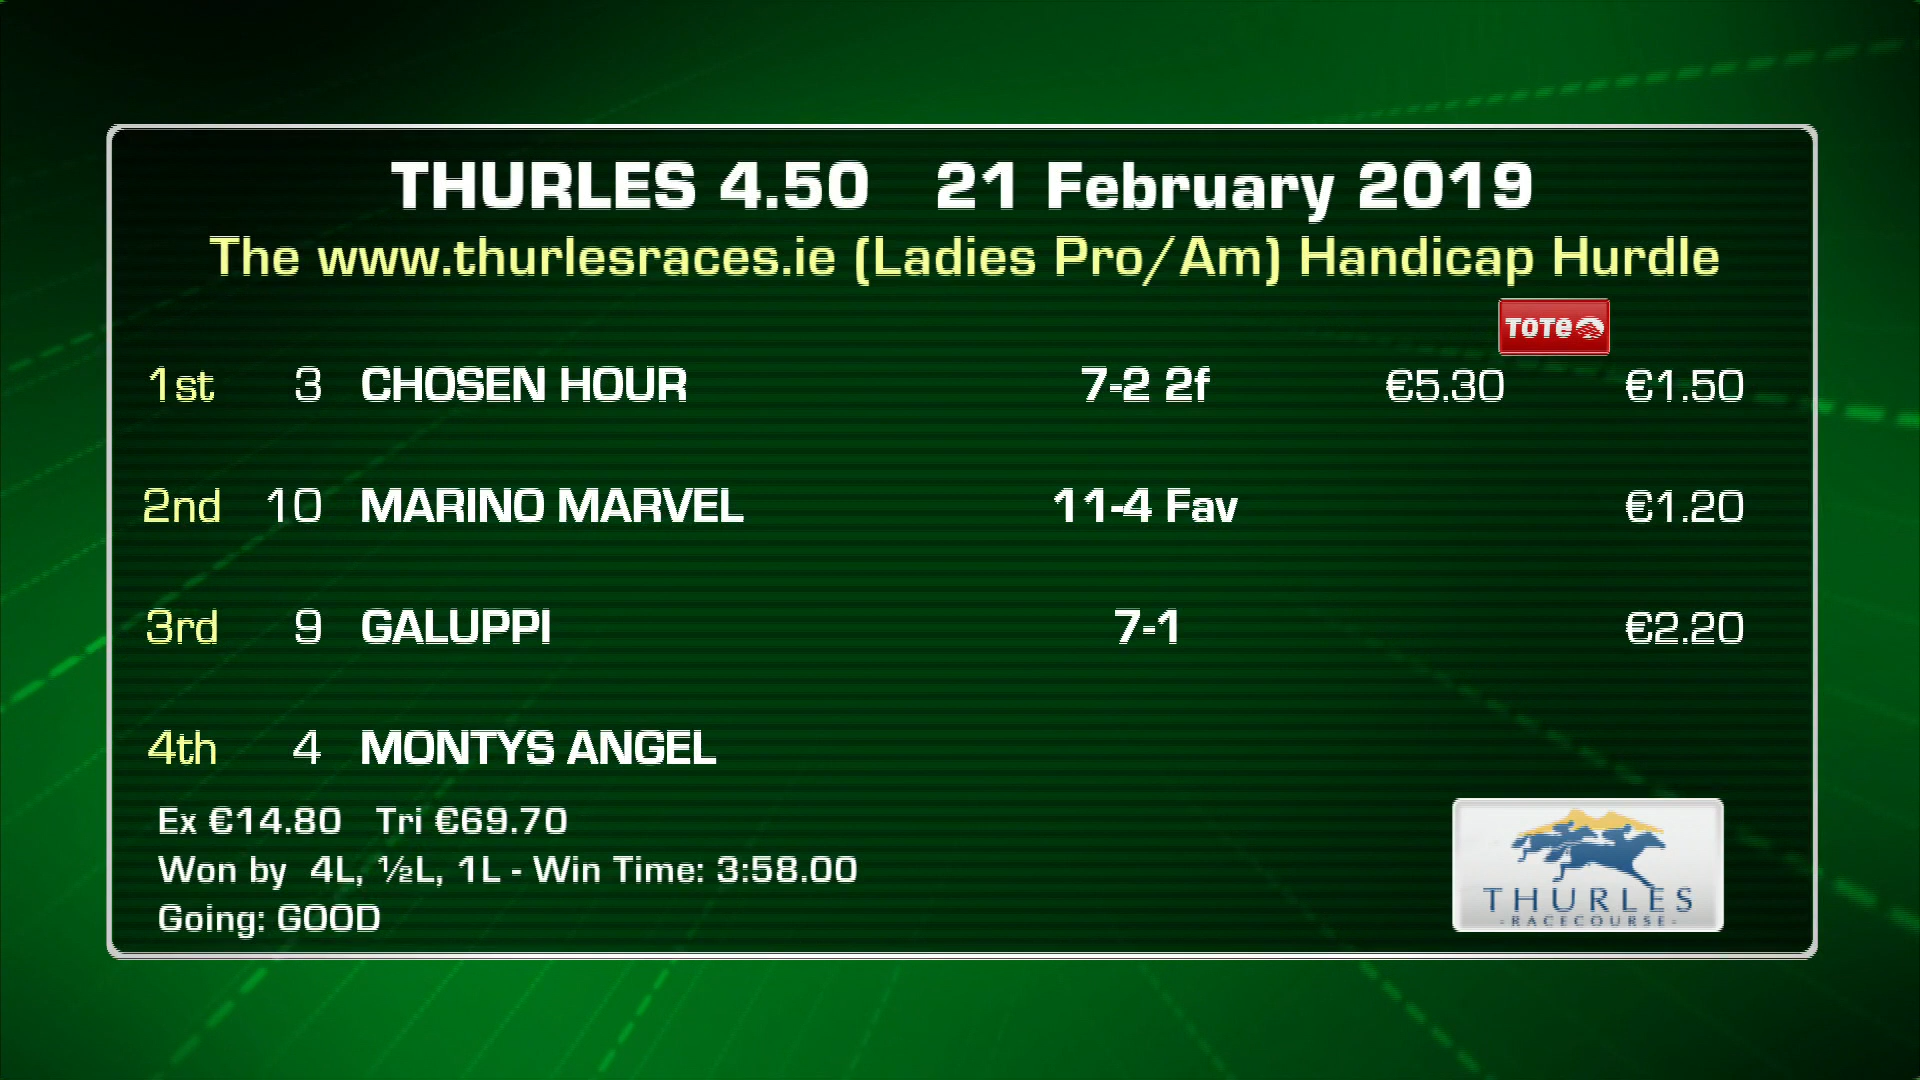 THURLES 4.50 21 February 2019
The www.thurlesraces.ie (Ladies Pro/Am) Handicap Hurdle
TOTE
1st 3 CHOSEN HOUR 7-2 2f €5.30 €1.50
2nd 10 MARINO MARVEL 11-4 Fav €1.20
3rd 9 GALUPPI 7-1 €2.20
4th 4 MONTYS ANGEL
Ex €14.80 Tri €69.70
Won by 4L, ½L, 1L - Win Time: 3:58.00
Going: GOOD
THURLES
- RACECOURSE -